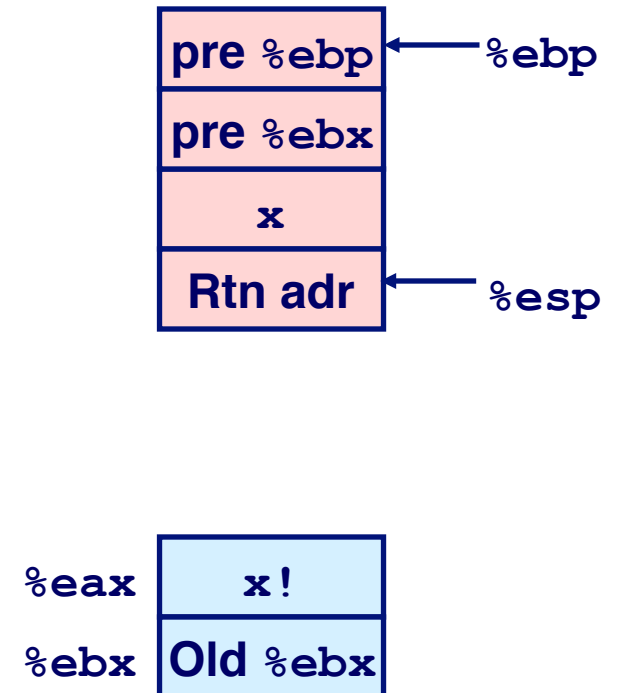 pre %ebp %ebp
pre %ebx
x
Rtn adr %esp
%eax x!
%ebx Old %ebx